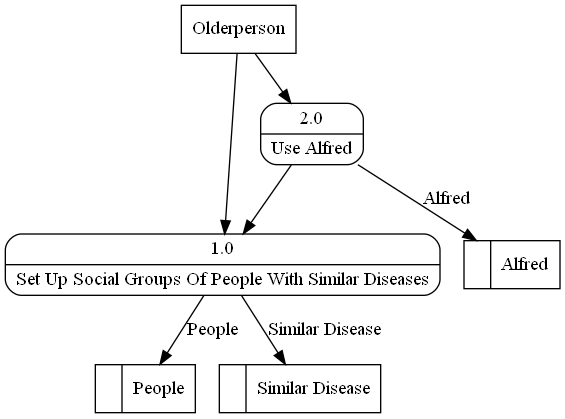 Olderperson
2.0
Use Alfred
Alfred
1.0
Set Up Social Groups Of People With Similar Diseases
Alfred
People
Similar Disease
People
Similar Disease